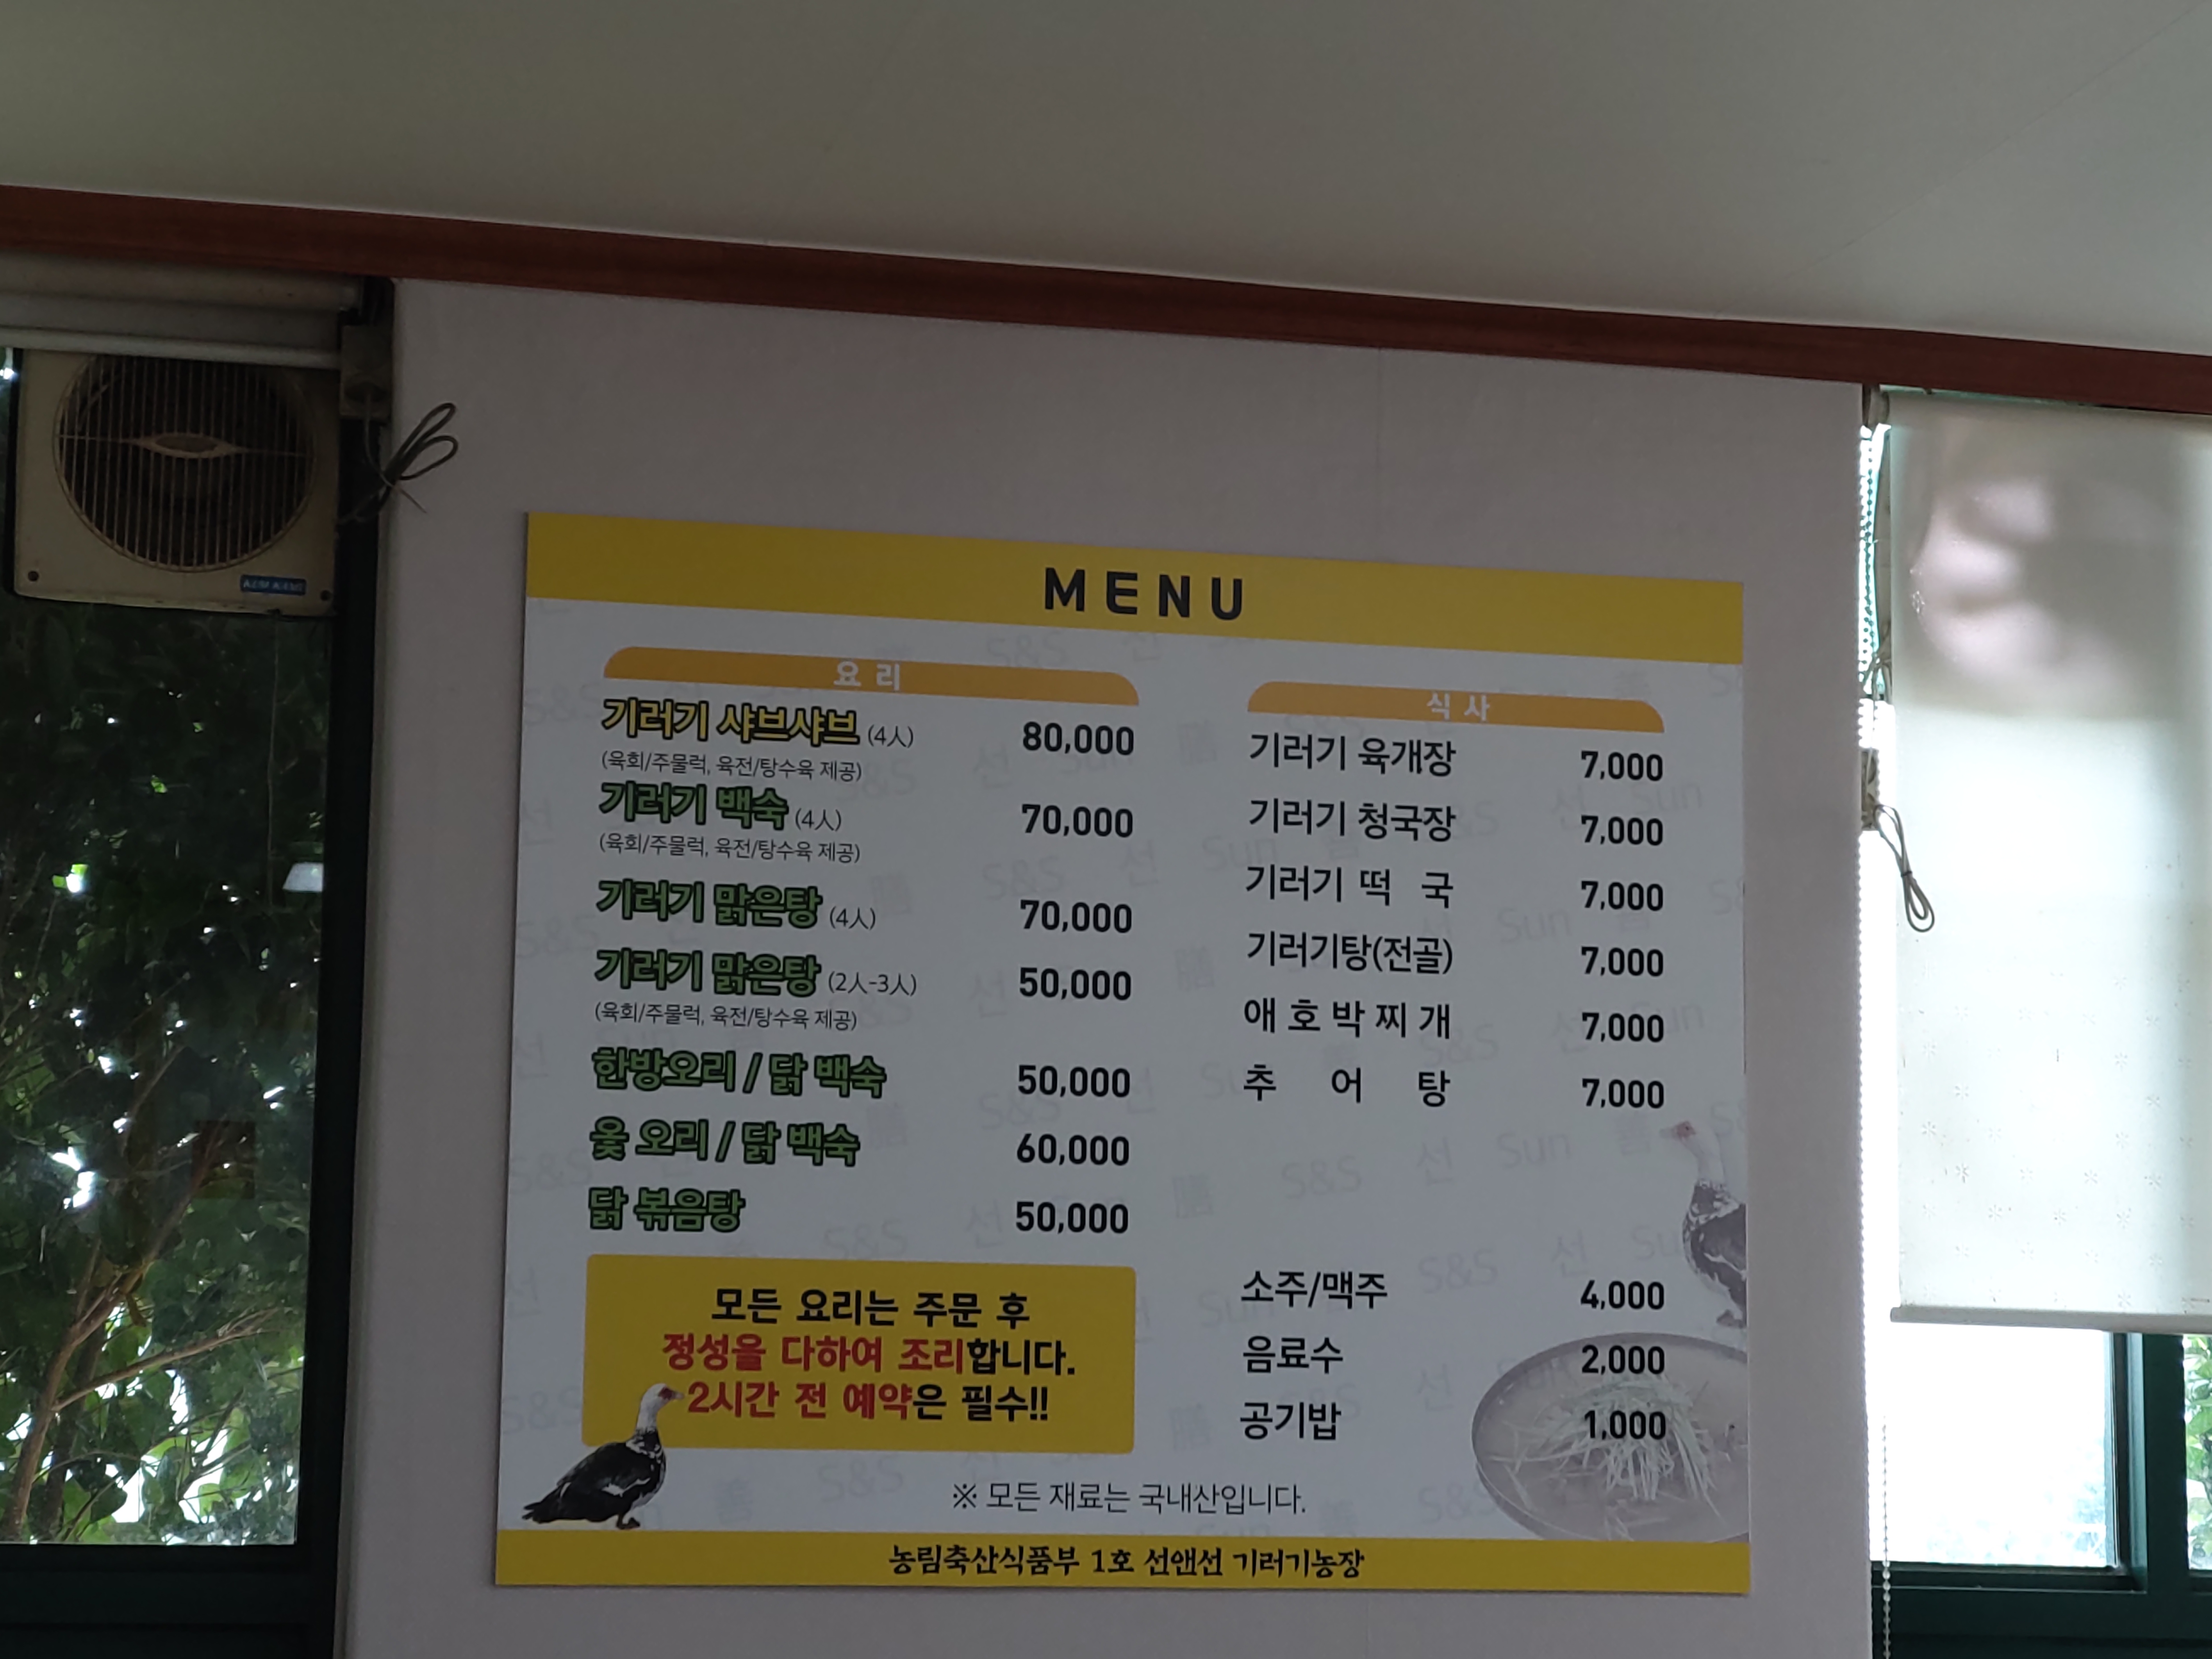 MENU
요리
기러기 샤브샤브 (4人) 80,000
(육회/주물럭, 육전/탕수육 제공)
기러기 백숙 (4人) 70,000
(육회/주물럭, 육전/탕수육 제공)
기러기 맑은탕 (4人) 70,000
기러기 맑은탕 (2人-3人) 50,000
(육회/주물럭, 육전/탕수육 제공)
한방오리 / 닭 백숙 50,000
옻 오리 / 닭 백숙 60,000
닭 볶음탕 50,000
모든 요리는 주문 후
정성을 다하여 조리합니다.
2시간 전 예약은 필수!!
식사
기러기 육개장 7,000
기러기 청국장 7,000
기러기 떡 국 7,000
기러기탕(전골) 7,000
애호박찌개 7,000
추 어 탕 7,000
소주/맥주 4,000
음료수 2,000
공기밥 1,000
※ 모든 재료는 국내산입니다.
농림축산식품부 1호 선앤선 기러기농장